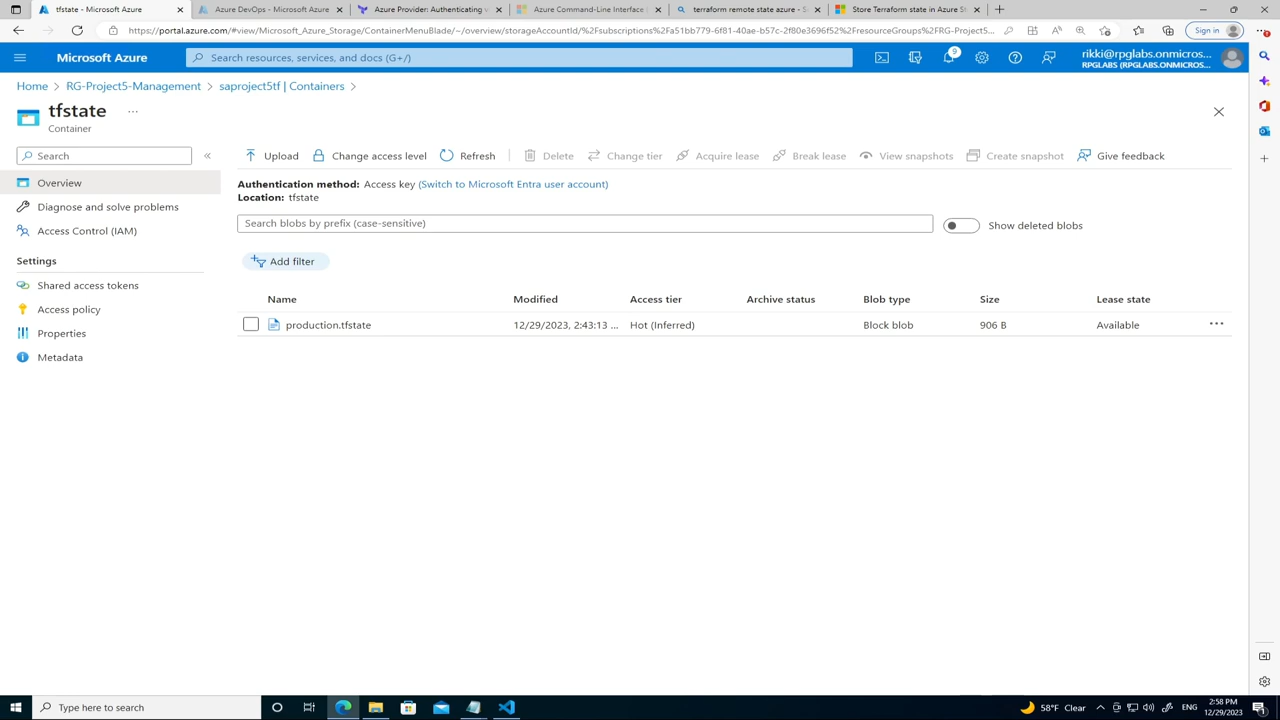 tfstate - Microsoft Azure
Azure DevOps - Microsoft Azure
Azure Provider: Authenticating v
Azure Command-Line Interface
terraform remote state azure - S
Store Terraform state in Azure St
https://portal.azure.com/#view/Microsoft_Azure_Storage/ContainerMenuBlade/~/overview/storageAccountId/%2Fsubscriptions%2Fa51bb779-6f81-40ae-b57c-2f80e3696f52%2FresourceGroups%2FRG-Project5...
Sign in
Microsoft Azure
Search resources, services, and docs (G+/)
9
rikki@rpglabs.onmicros...
RPGLABS (RPGLABS.ONMICROS...
Home > RG-Project5-Management > saproject5tf | Containers >
tfstate ...
Container
Search
Upload Change access level Refresh Delete Change tier Acquire lease Break lease View snapshots Create snapshot Give feedback
Overview
Diagnose and solve problems
Access Control (IAM)
Settings
Shared access tokens
Access policy
Properties
Metadata
Authentication method: Access key (Switch to Microsoft Entra user account)
Location: tfstate
Search blobs by prefix (case-sensitive)
Show deleted blobs
Add filter
Name Modified Access tier Archive status Blob type Size Lease state
production.tfstate 12/29/2023, 2:43:13 ... Hot (Inferred) Block blob 906 B Available ...
Type here to search
58°F Clear
ENG
2:58 PM
12/29/2023